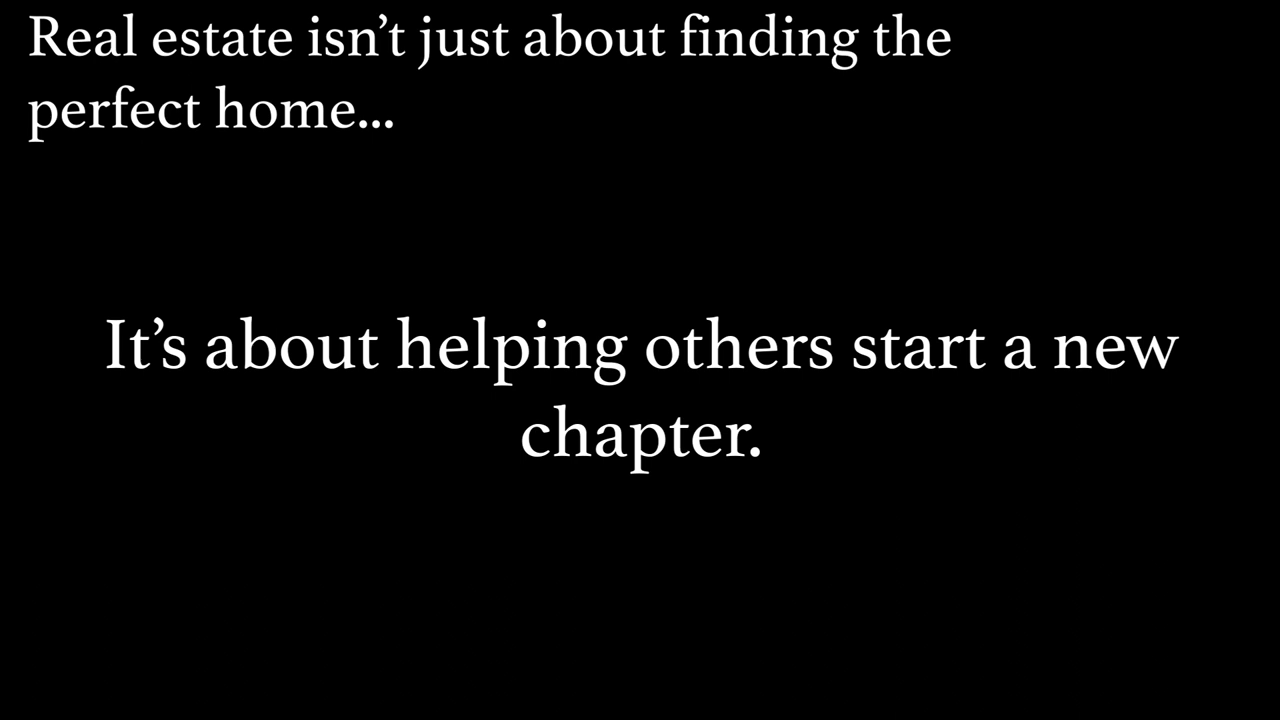 Real estate isn’t just about finding the
perfect home...
It’s about helping others start a new
chapter.